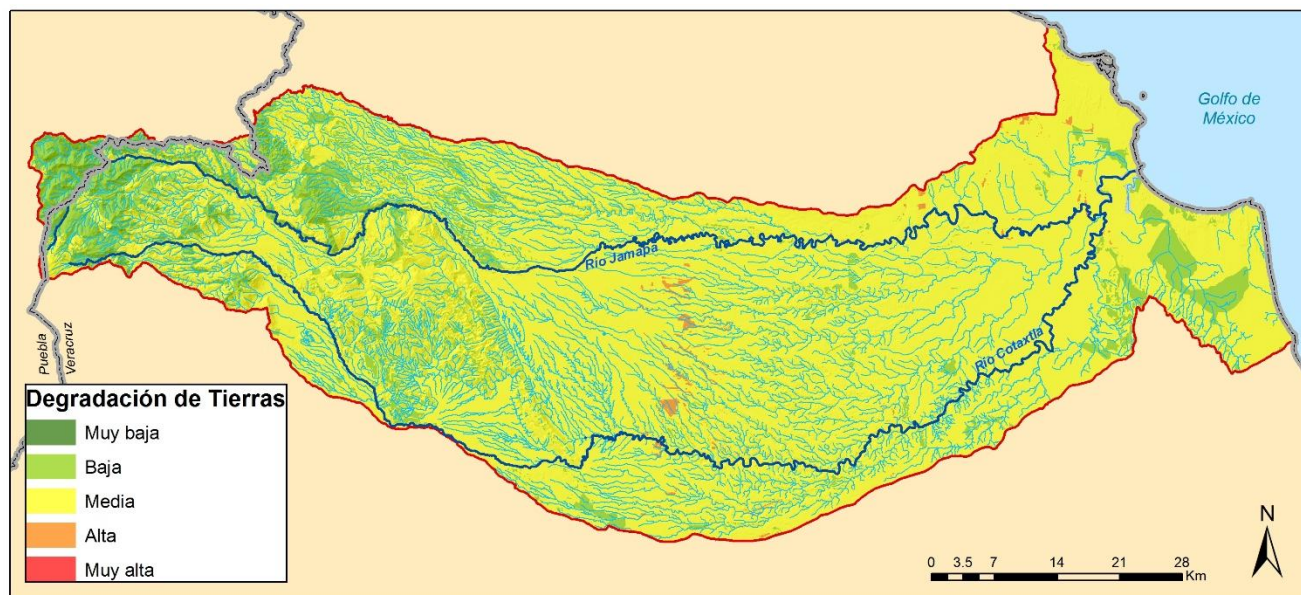 Golfo de
México
Río Jamapa
Río Cotaxtla
Puebla
Veracruz
Degradación de Tierras
Muy baja
Baja
Media
Alta
Muy alta
N
0 3.5 7 14 21 28
Km